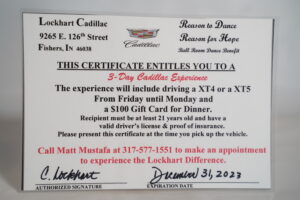 Lockhart Cadillac
9265 E. 126th Street
Fishers, IN 46038
Cadillac
Reason to Dance
Reason for Hope
Ball Room Dance Benefit
THIS CERTIFICATE ENTITLES YOU TO A
3-Day Cadillac Experience
The experience will include driving a XT4 or a XT5
From Friday until Monday and
a $100 Gift Card for Dinner.
Recipient must be at least 21 years old and have a
valid driver's license & proof of insurance.
Please present this certificate at the time you pick up the vehicle.
Call Matt Mustafa at 317-577-1551 to make an appointment
to experience the Lockhart Difference.
C. Lockhart
December 31, 2023
AUTHORIZED SIGNATURE
EXPIRATION DATE